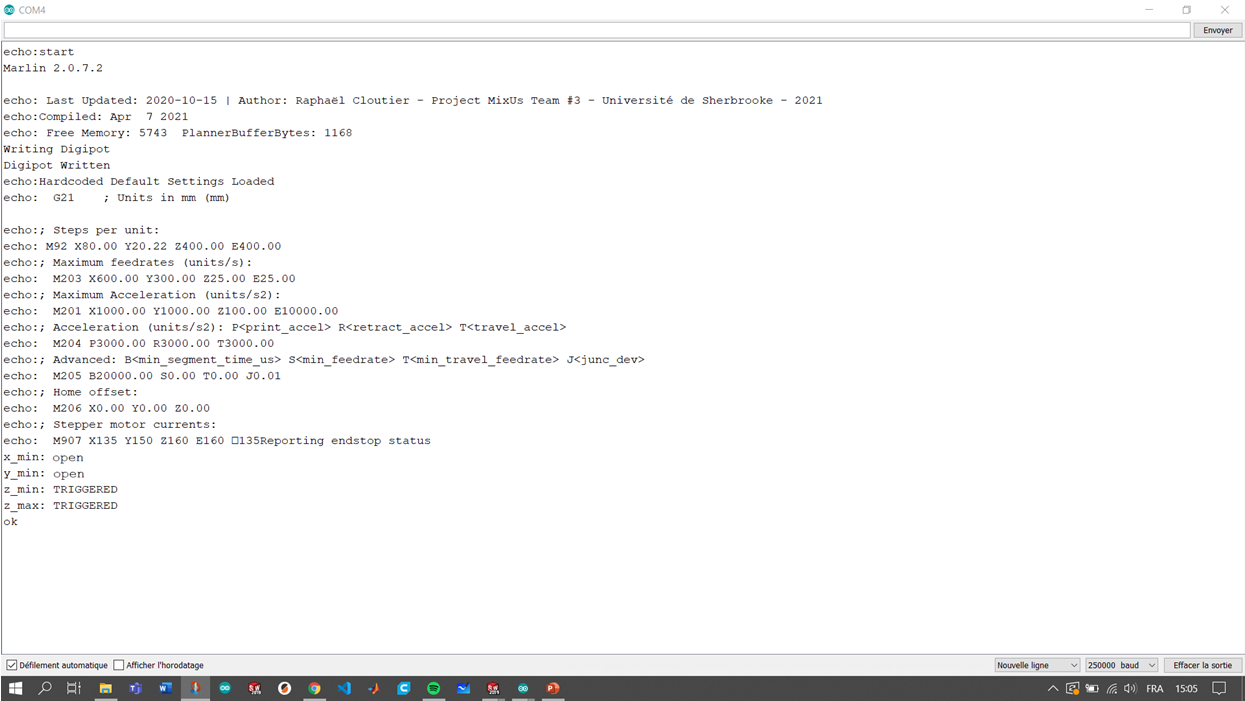 COM4
Envoyer
echo:start
Marlin 2.0.7.2
echo: Last Updated: 2020-10-15 | Author: Raphaël Cloutier - Project MixUs Team #3 - Université de Sherbrooke - 2021
echo:Compiled: Apr  7 2021
echo: Free Memory: 5743  PlannerBufferBytes: 1168
Writing Digipot
Digipot Written
echo:Hardcoded Default Settings Loaded
echo:  G21    ; Units in mm (mm)
echo:; Steps per unit:
echo: M92 X80.00 Y20.22 Z400.00 E400.00
echo:; Maximum feedrates (units/s):
echo:  M203 X600.00 Y300.00 Z25.00 E25.00
echo:; Maximum Acceleration (units/s2):
echo:  M201 X1000.00 Y1000.00 Z100.00 E10000.00
echo:; Acceleration (units/s2): P<print_accel> R<retract_accel> T<travel_accel>
echo:  M204 P3000.00 R3000.00 T3000.00
echo:; Advanced: B<min_segment_time_us> S<min_feedrate> T<min_travel_feedrate> J<junc_dev>
echo:  M205 B20000.00 S0.00 T0.00 J0.01
echo:; Home offset:
echo:  M206 X0.00 Y0.00 Z0.00
echo:; Stepper motor currents:
echo:  M907 X135 Y150 Z160 E160 □135Reporting endstop status
x_min: open
y_min: open
z_min: TRIGGERED
z_max: TRIGGERED
ok
Défilement automatique Afficher l'horodatage Nouvelle ligne 250000 baud Effacer la sortie
FRA 15:05